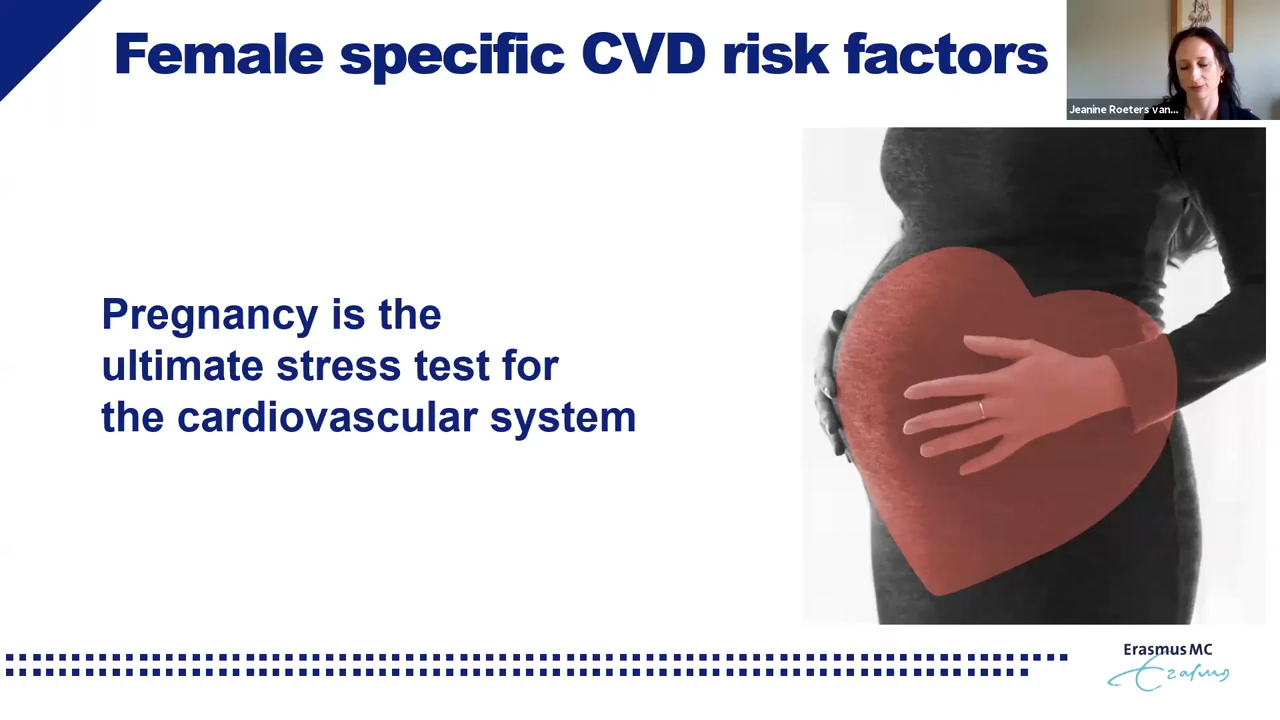 Female specific CVD risk factors
Jeanine Roeters van...
Pregnancy is the
ultimate stress test for
the cardiovascular system
Erasmus MC
Erasmus